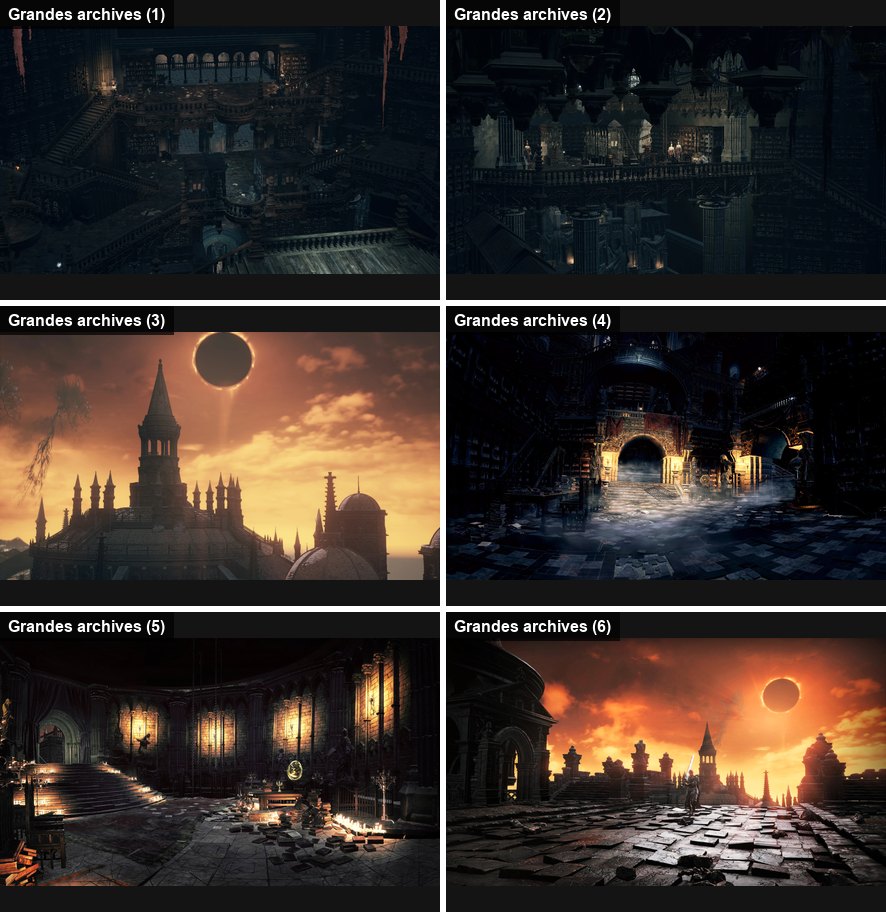 Grandes archives (1)
Grandes archives (2)
Grandes archives (3)
Grandes archives (4)
Grandes archives (5)
Grandes archives (6)